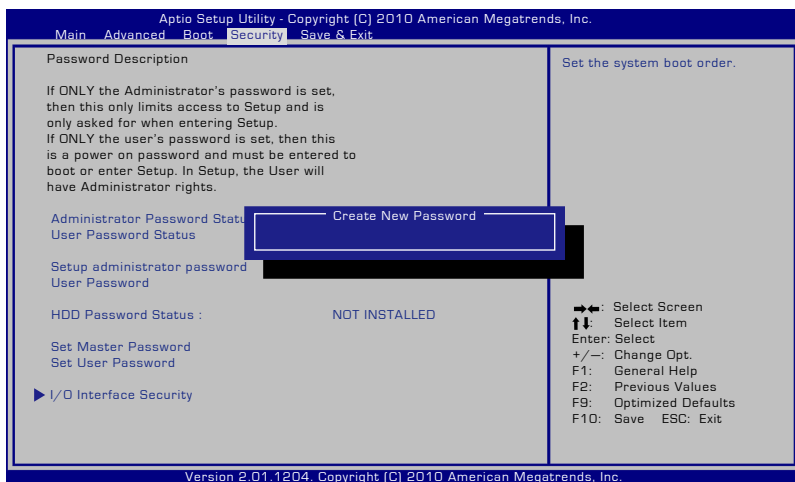 Aptio Setup Utility - Copyright (C) 2010 American Megatrends, Inc.
Main Advanced Boot Security Save & Exit
Password Description
If ONLY the Administrator's password is set,
then this only limits access to Setup and is
only asked for when entering Setup.
If ONLY the user's password is set, then this
is a power on password and must be entered to
boot or enter Setup. In Setup, the User will
have Administrator rights.
Administrator Password
User Password Status
Setup administrator password
User Password
HDD Password Status : NOT INSTALLED
Set Master Password
Set User Password
I/O Interface Security
Create New Password
Set the system boot order.
→←: Select Screen
↑↓: Select Item
Enter: Select
+/—: Change Opt.
F1: General Help
F2: Previous Values
F9: Optimized Defaults
F10: Save ESC: Exit
Version 2.01.1204. Copyright (C) 2010 American Megatrends, Inc.